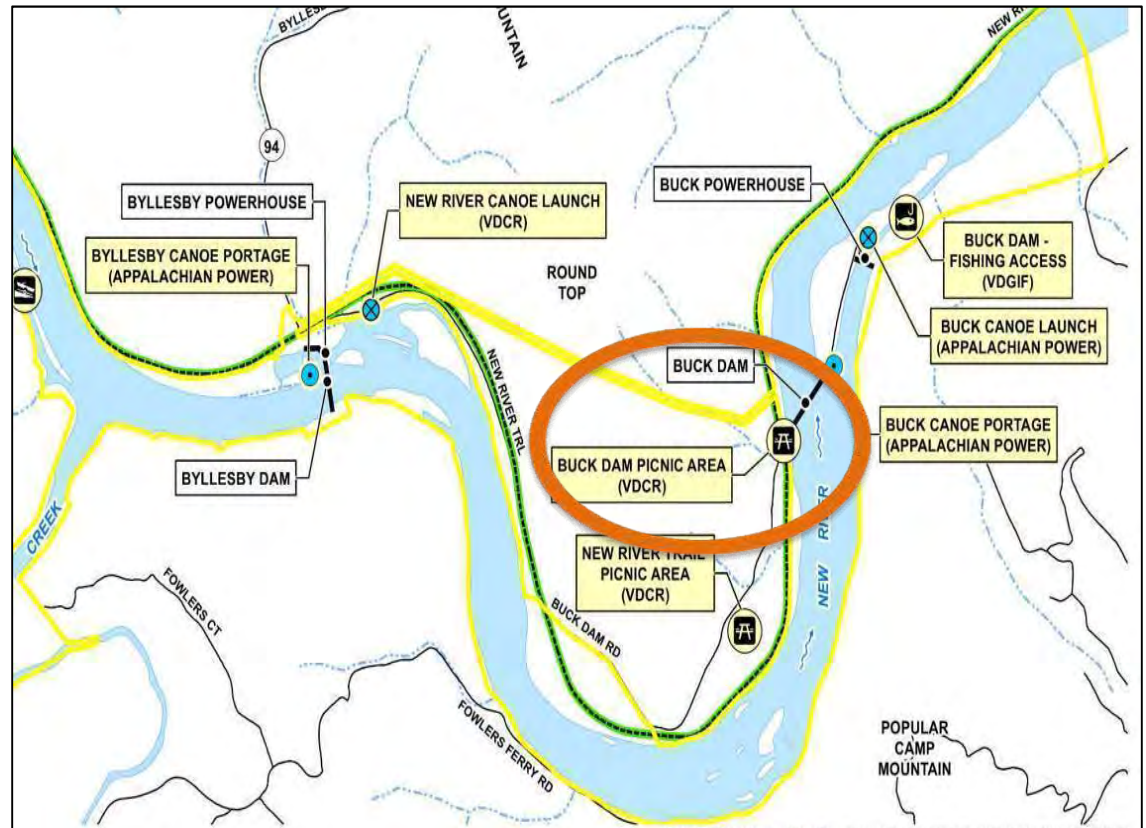 BYLLESB
UNTAIN
NEW RI
94
BYLLESBY POWERHOUSE
BYLLESBY CANOE PORTAGE
(APPALACHIAN POWER)
NEW RIVER CANOE LAUNCH
(VDCR)
ROUND
TOP
BUCK POWERHOUSE
BUCK DAM -
FISHING ACCESS
(VDGIF)
BUCK CANOE LAUNCH
(APPALACHIAN POWER)
BUCK DAM
NEW RIVER TRL
BUCK CANOE PORTAGE
(APPALACHIAN POWER)
BUCK DAM PICNIC AREA
(VDCR)
BYLLESBY DAM
CREEK
NEW RIVER
NEW RIVER TRAIL
PICNIC AREA
(VDCR)
FOWLERS CT
BUCK DAM RD
FOWLERS FERRY RD
POPULAR
CAMP
MOUNTAIN